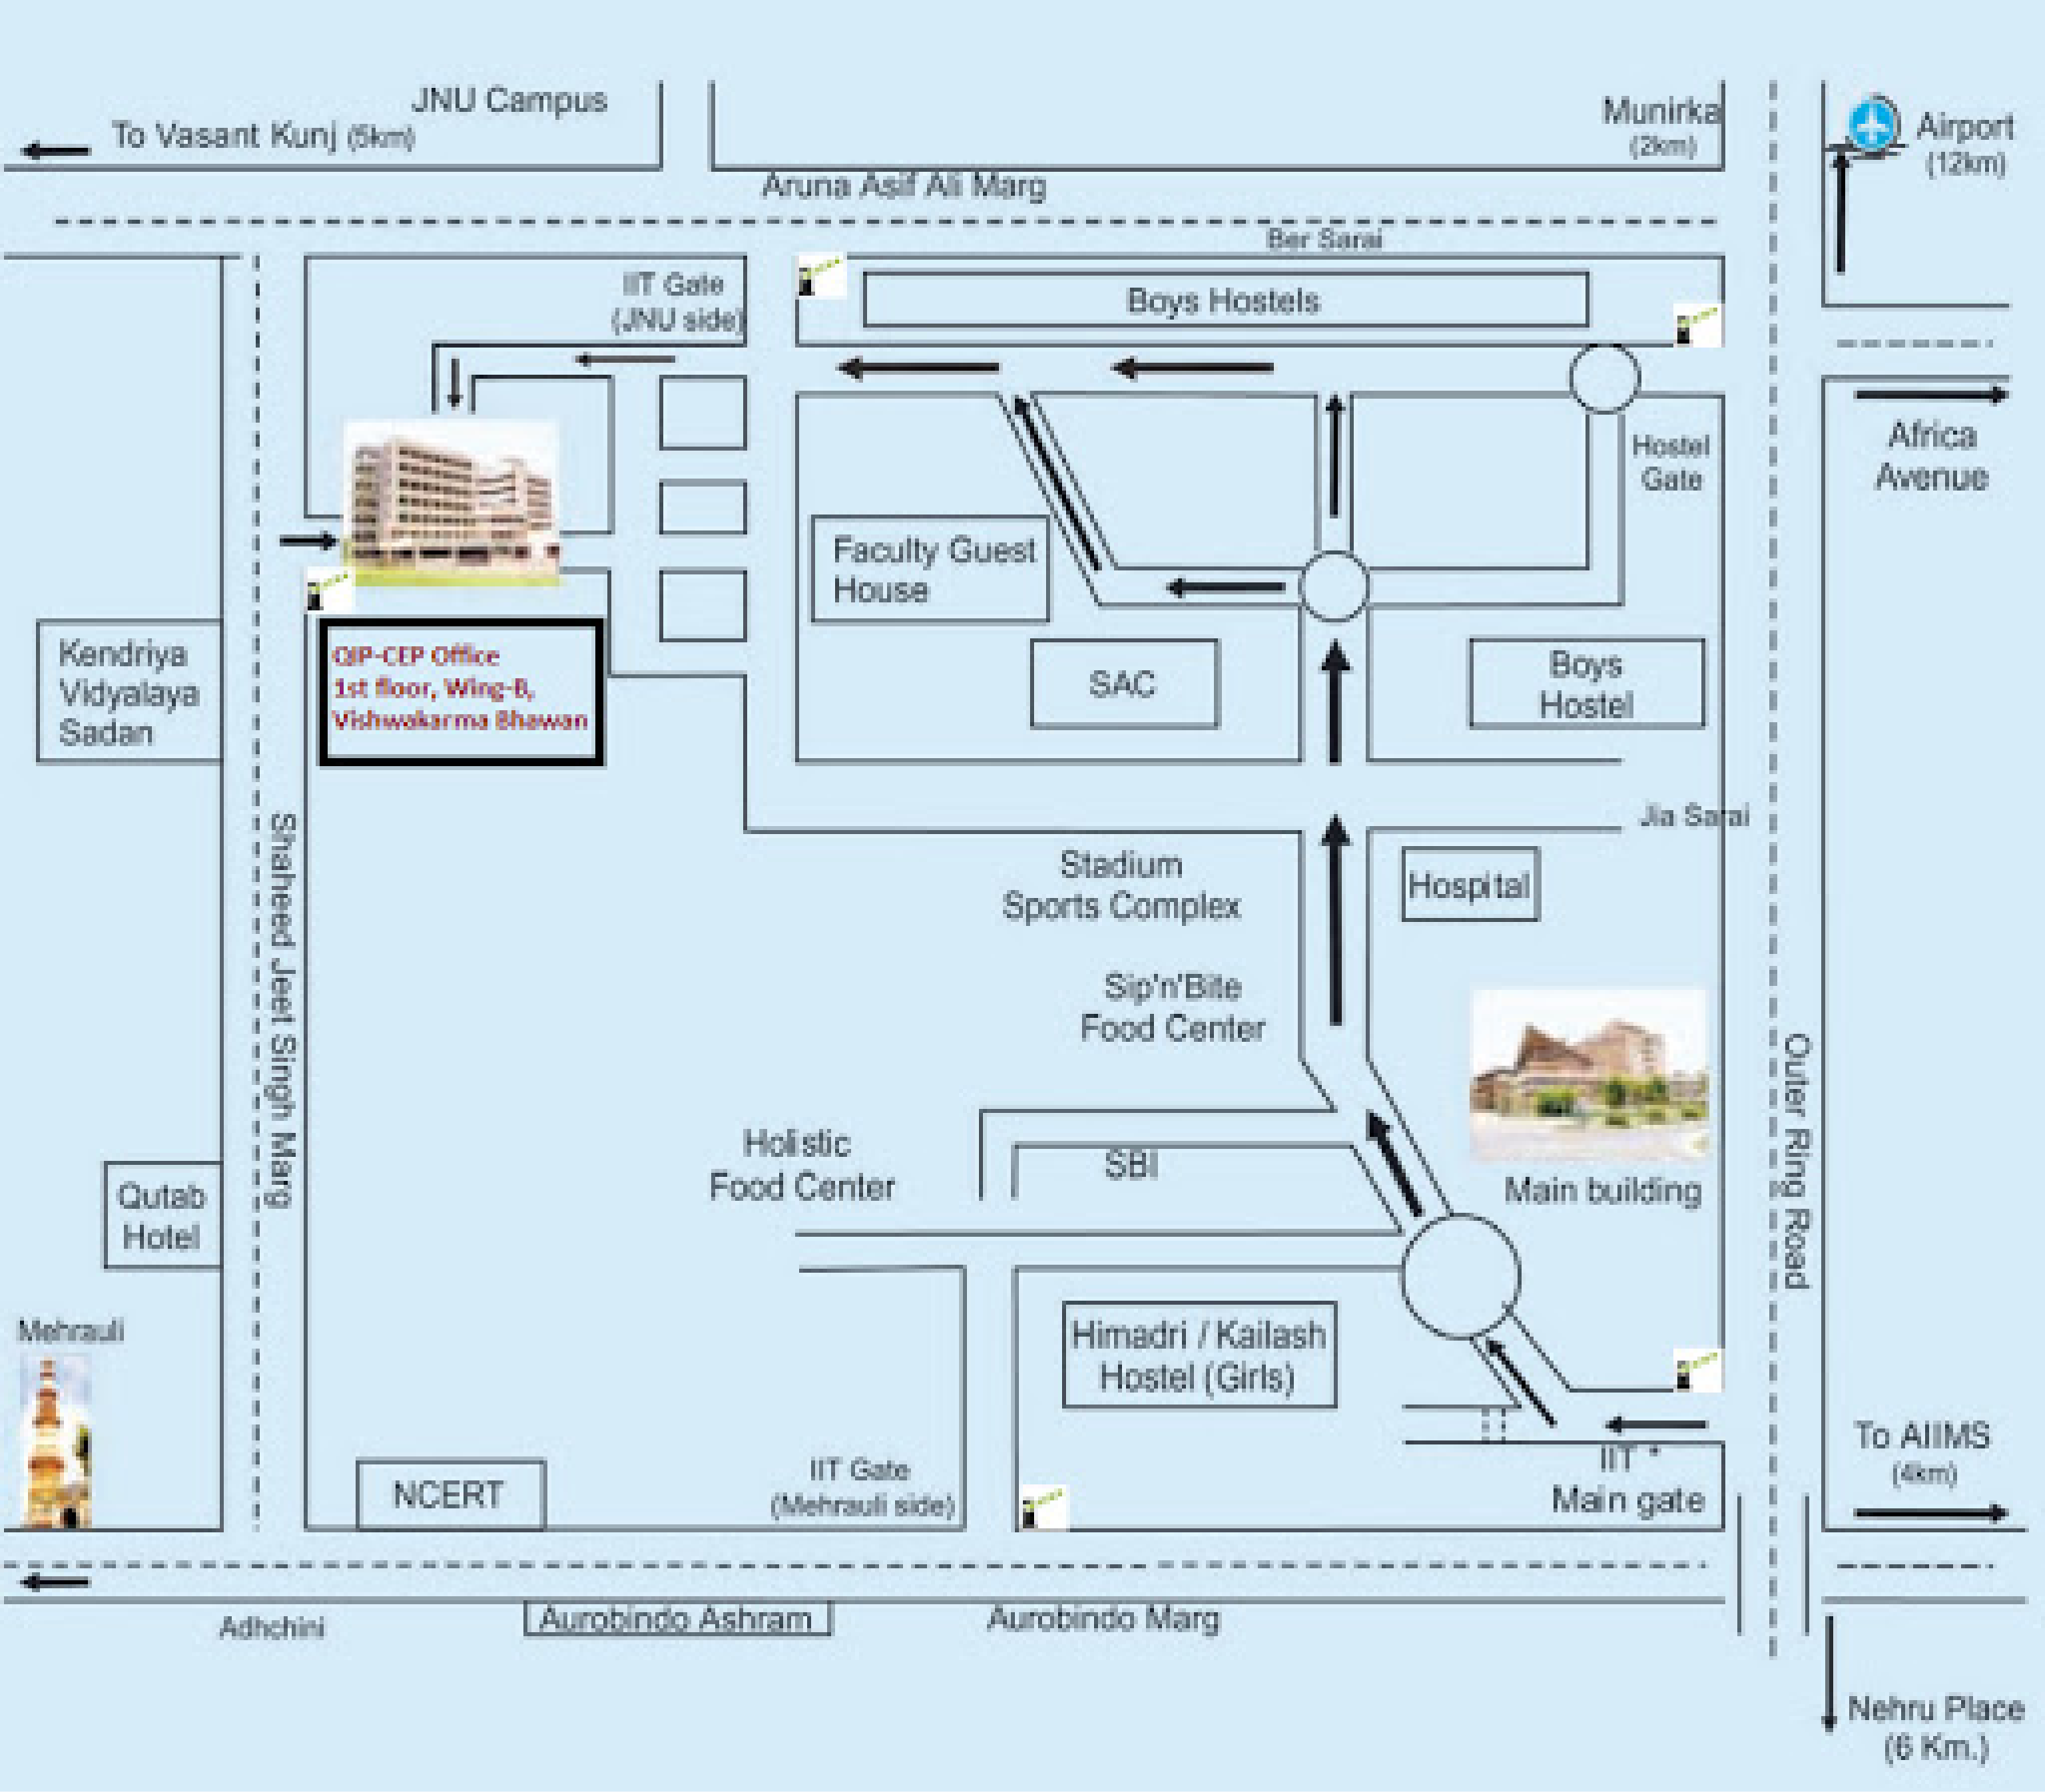 JNU Campus
To Vasant Kunj (5km)
Munirka
(2km)
Airport
(12km)
Aruna Asif Ali Marg
Ber Sarai
IIT Gate
(JNU side)
Boys Hostels
Africa
Avenue
Hostel
Gate
Faculty Guest
House
Kendriya
Vidyalaya
Sadan
QIP-CEP Office
1st floor, Wing-B,
Vishwakarma Bhawan
SAC
Boys
Hostel
Jia Sarai
Shaheed Jeet Singh Marg
Stadium
Sports Complex
Hospital
Sip'n'Bite
Food Center
Outer Ring Road
Holistic
Food Center
SBI
Main building
Qutab
Hotel
Mehrauli
Himadri / Kailash
Hostel (Girls)
NCERT
IIT Gate
(Mehrauli side)
IIT *
Main gate
To AIIMS
(4km)
Adhchini
Aurobindo Ashram
Aurobindo Marg
Nehru Place
(6 Km.)